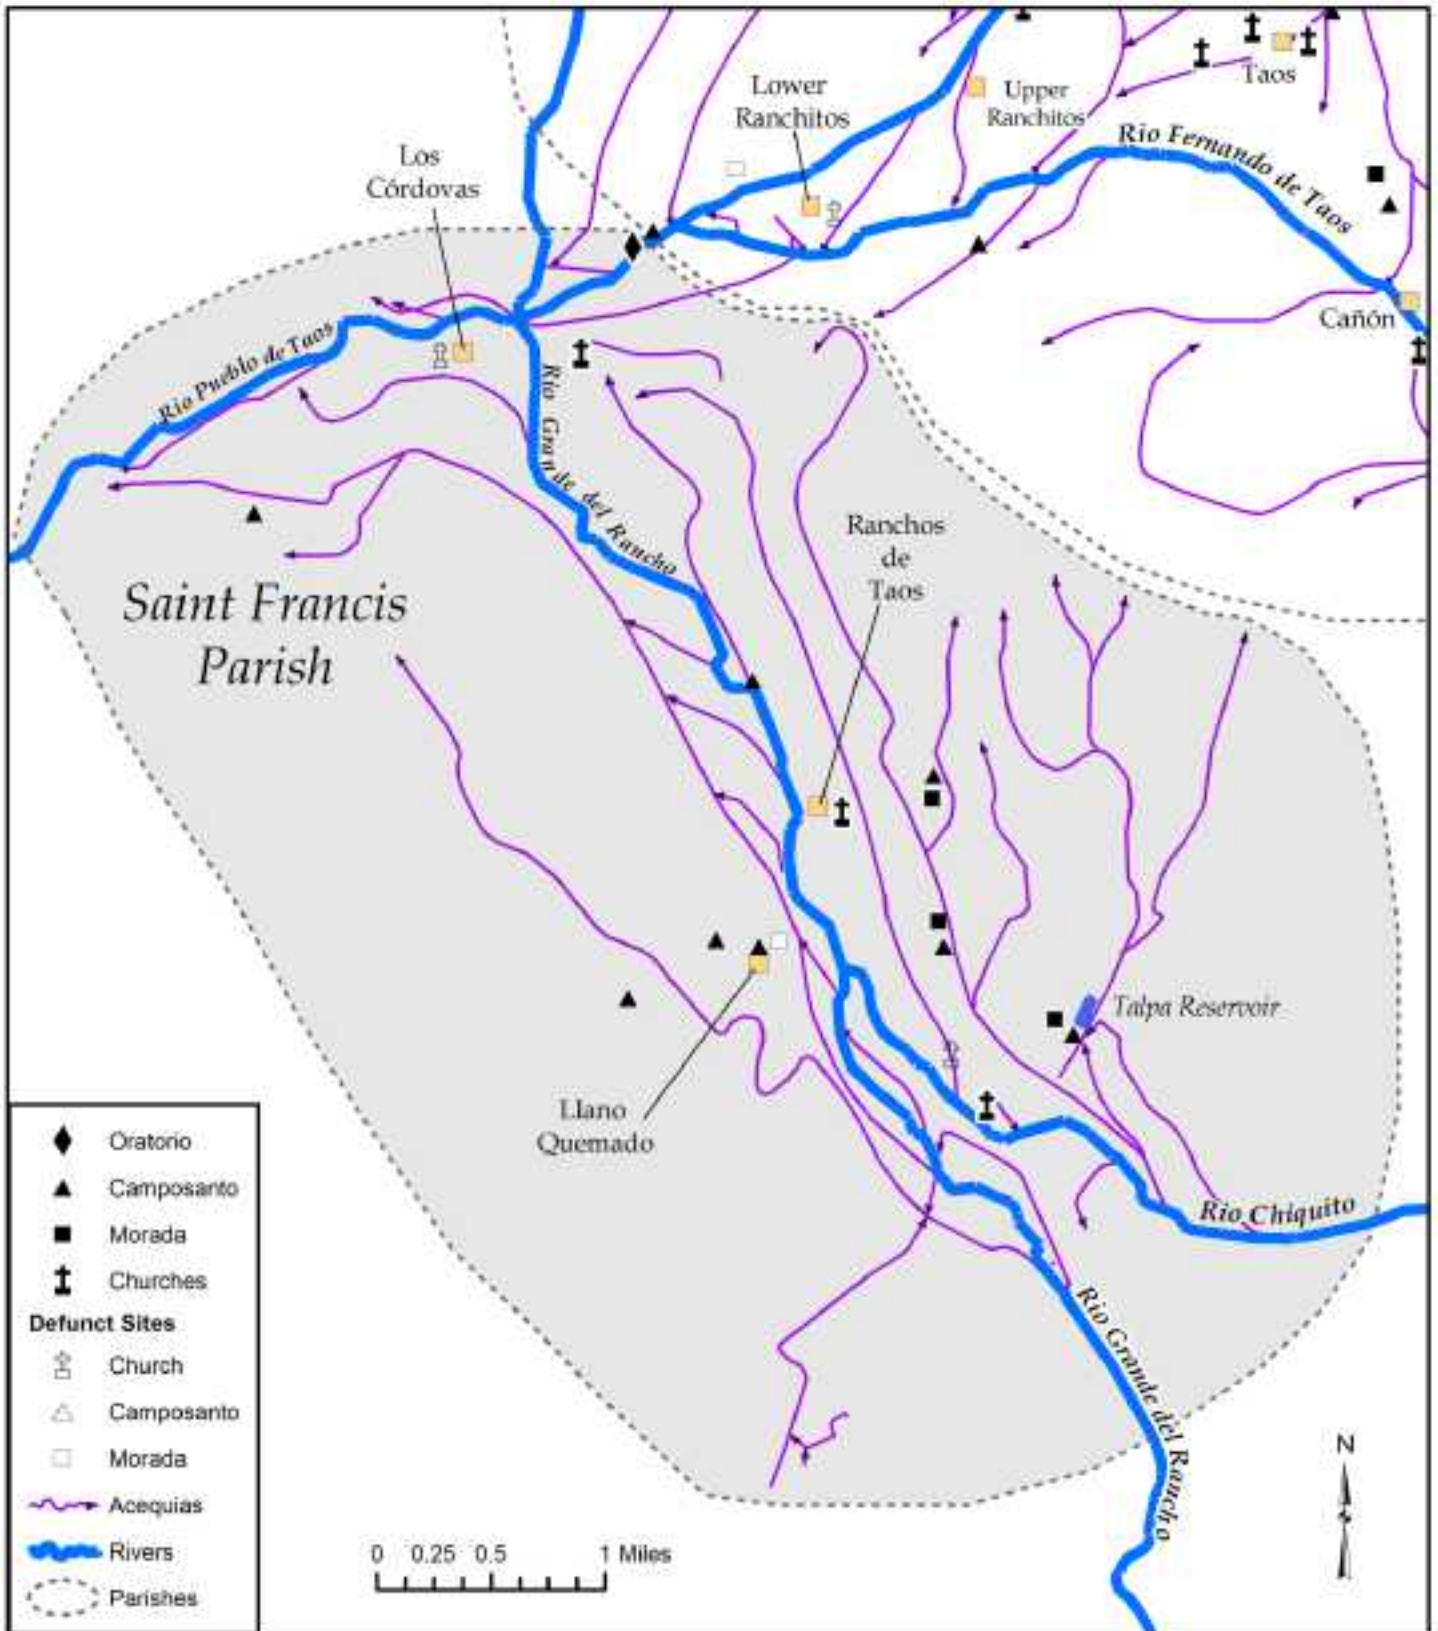 Taos
Lower
Ranchitos
Upper
Ranchitos
Rio Fernando de Taos
Los
Córdovas
Cañón
Rio Pueblo de Taos
Rio Grande del Rancho
Ranchos
de
Taos
Saint Francis
Parish
Talpa Reservoir
Llano
Quemado
Rio Chiquito
Rio Grande del Rancho
Oratorio
Camposanto
Morada
Churches
Defunct Sites
Church
Camposanto
Morada
Acequias
Rivers
Parishes
0 0.25 0.5 1 Miles
N